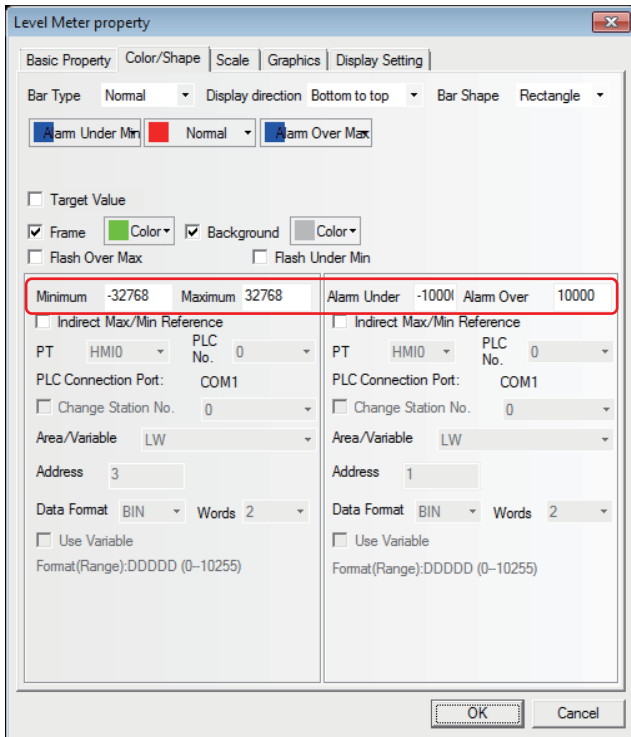 Level Meter property
Basic Property Color/Shape Scale Graphics Display Setting
Bar Type Normal Display direction Bottom to top Bar Shape Rectangle
Alarm Under Min Normal Alarm Over Max
Target Value
Frame Color Background Color
Flash Over Max Flash Under Min
Minimum -32768 Maximum 32768 Alarm Under -1000 Alarm Over 10000
Indirect Max/Min Reference Indirect Max/Min Reference
PT HMI0 PLC No. 0 PT HMI0 PLC No. 0
PLC Connection Port: COM1 PLC Connection Port: COM1
Change Station No. 0 Change Station No. 0
Area/Variable LW Area/Variable LW
Address 3 Address 1
Data Format BIN Words 2 Data Format BIN Words 2
Use Variable Use Variable
Format(Range):DDDDD (0--10255) Format(Range):DDDDD (0--10255)
OK Cancel